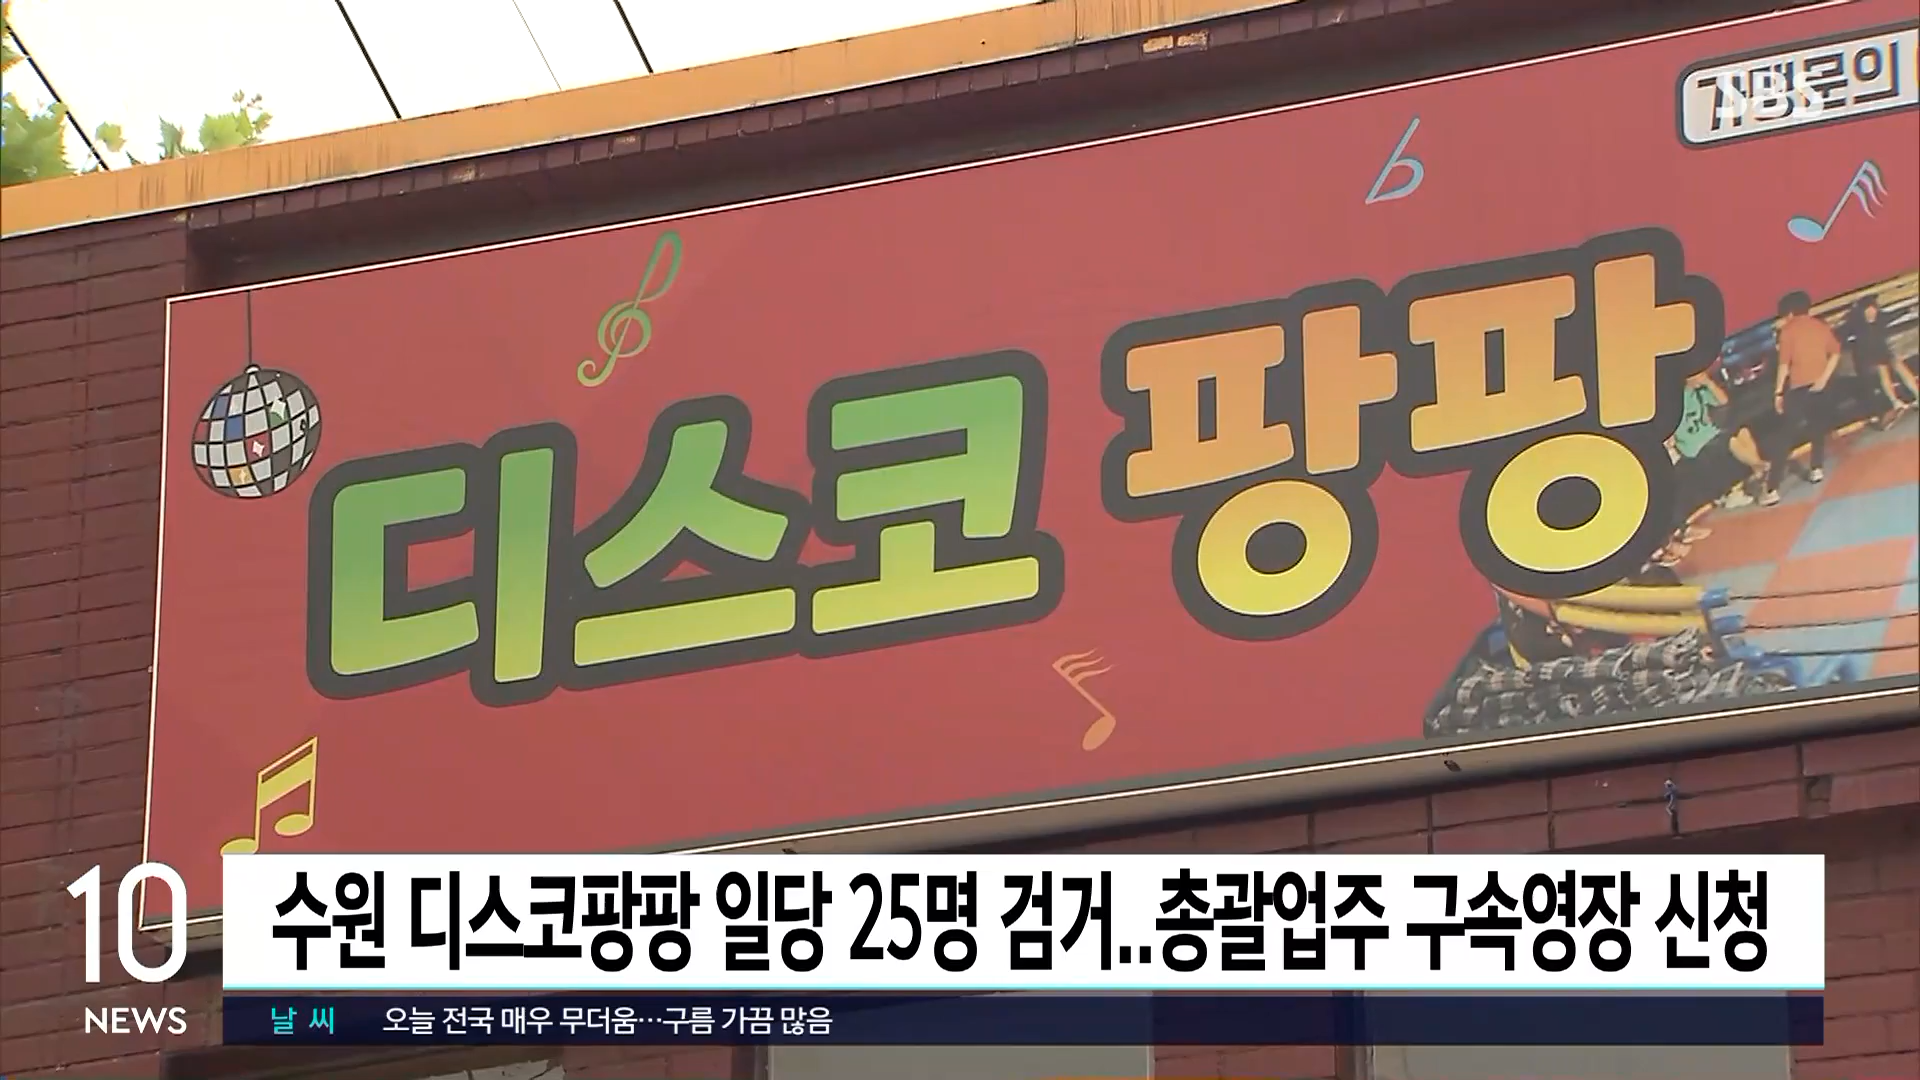 SBS
디스코 팡팡
10
NEWS
수원 디스코팡팡 일당 25명 검거..총괄업주 구속영장 신청
날씨 오늘 전국 매우 무더움…구름 가끔 많음